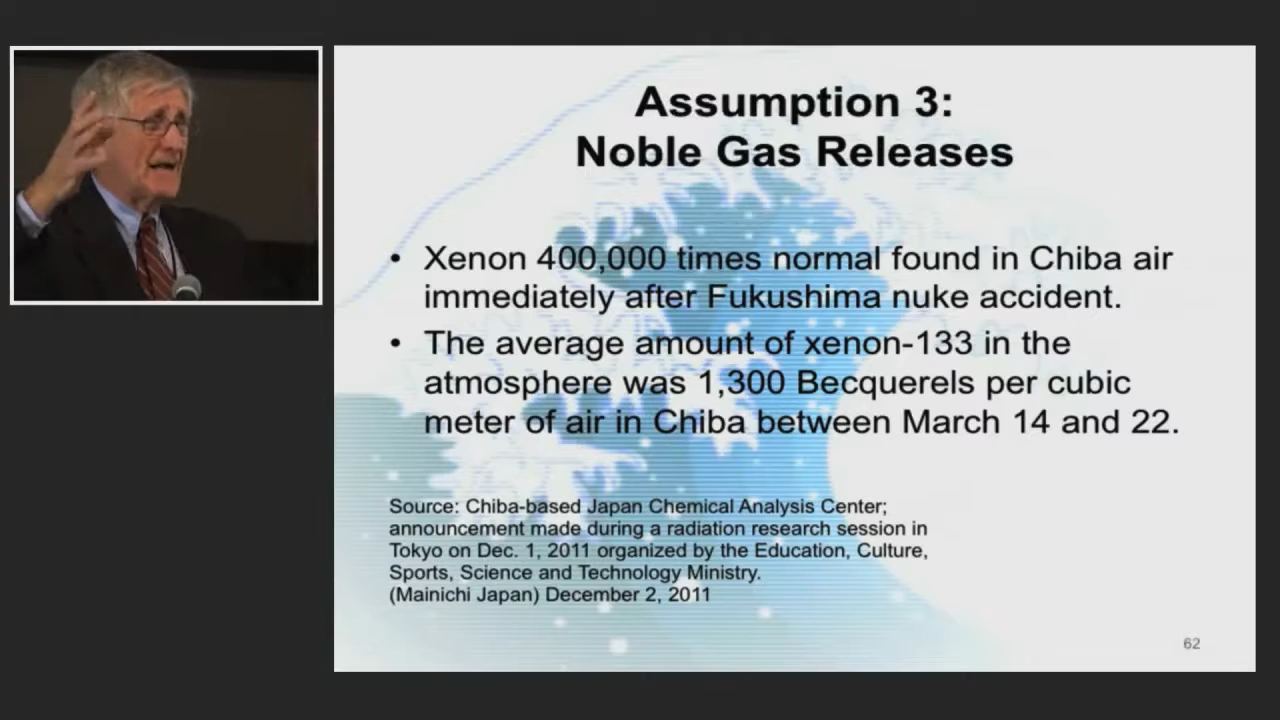 Assumption 3:
Noble Gas Releases
• Xenon 400,000 times normal found in Chiba air
immediately after Fukushima nuke accident.
• The average amount of xenon-133 in the
atmosphere was 1,300 Becquerels per cubic
meter of air in Chiba between March 14 and 22.
Source: Chiba-based Japan Chemical Analysis Center;
announcement made during a radiation research session in
Tokyo on Dec. 1, 2011 organized by the Education, Culture,
Sports, Science and Technology Ministry.
(Mainichi Japan) December 2, 2011
62